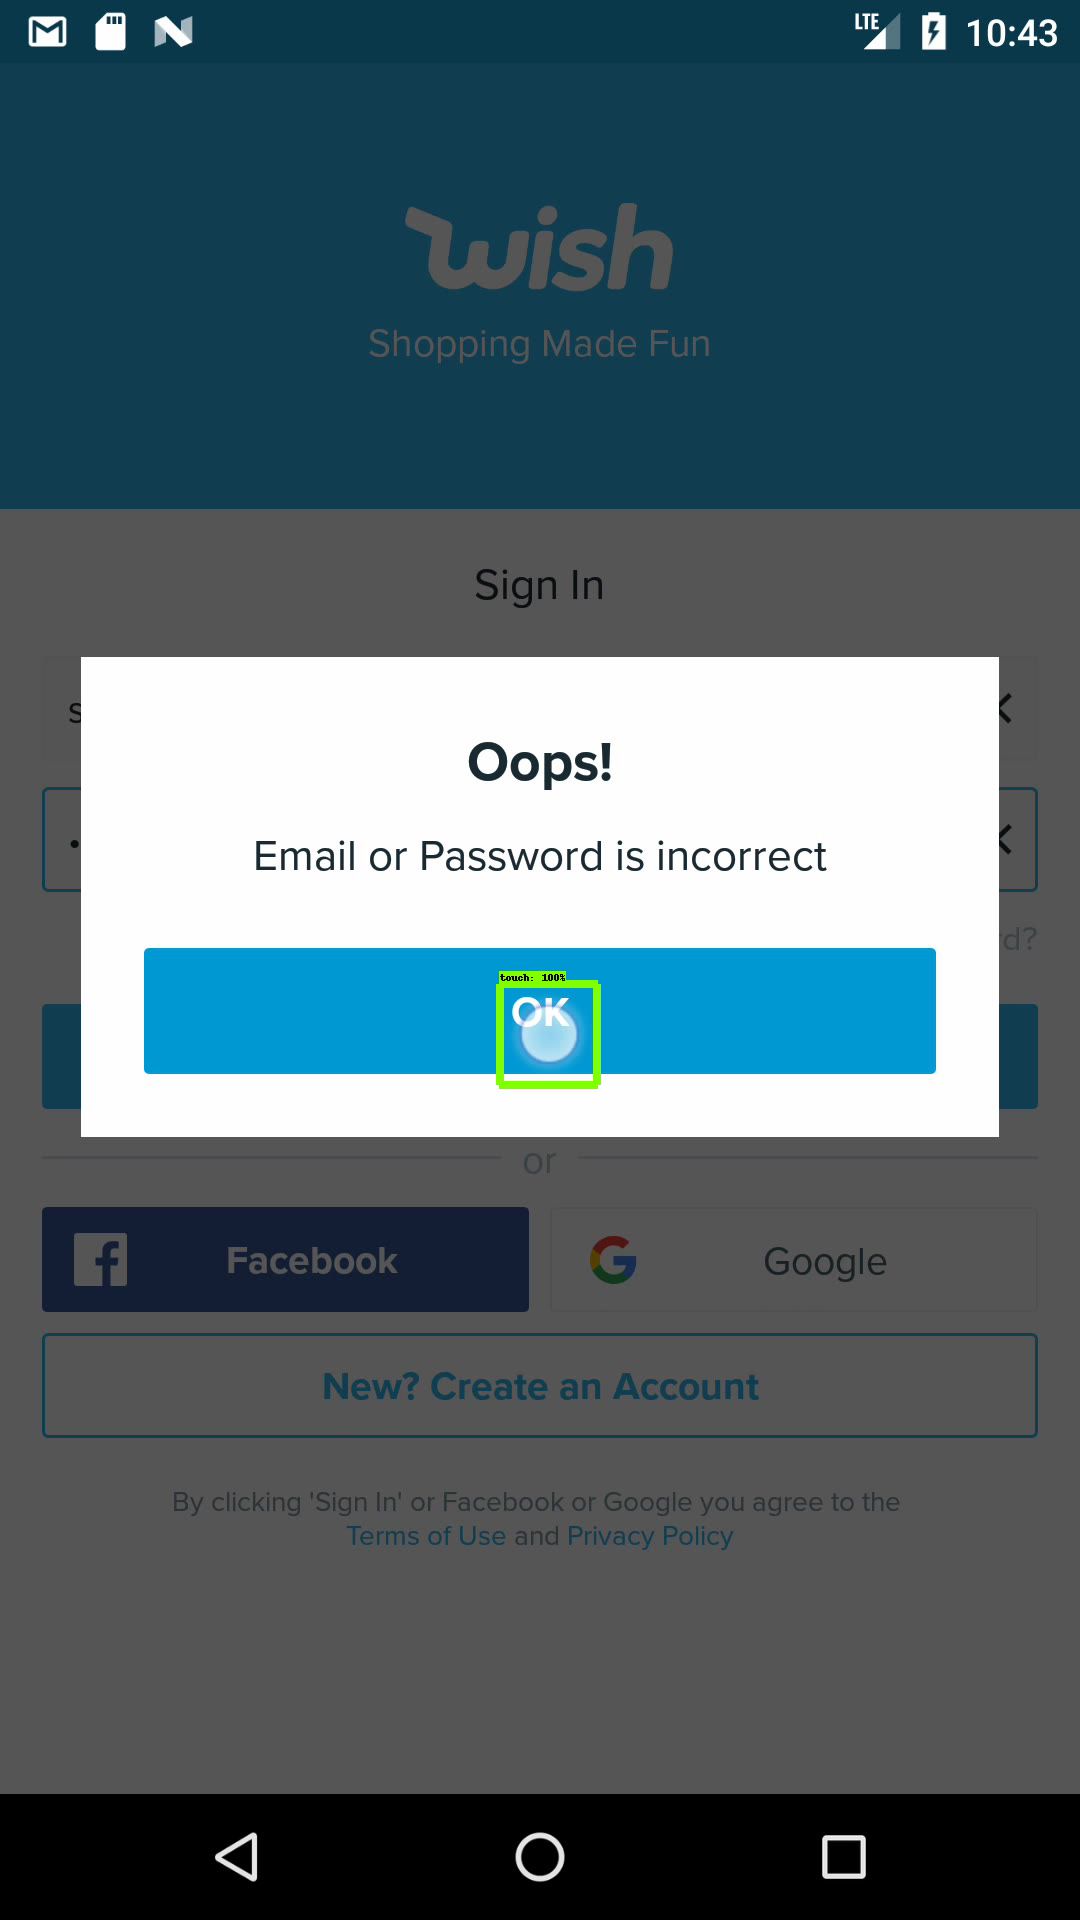 LTE 10:43
wish
Shopping Made Fun
Sign In
s
Oops!
Email or Password is incorrect
rd?
touch: 100%
OK
or
Facebook
Google
New? Create an Account
By clicking 'Sign In' or Facebook or Google you agree to the
Terms of Use and Privacy Policy